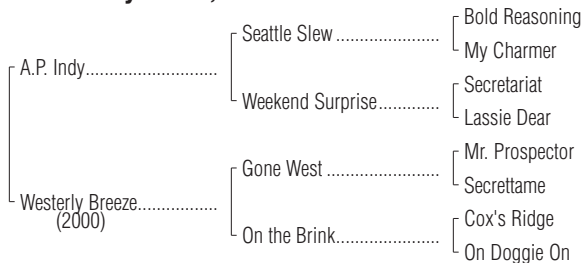 Bold Reasoning
Seattle Slew ......................
My Charmer
A.P. Indy............................
Secretariat
Weekend Surprise.............
Lassie Dear
Mr. Prospector
Gone West .......................
Secrettame
Westerly Breeze.................
(2000)
Cox's Ridge
On the Brink......................
On Doggie On